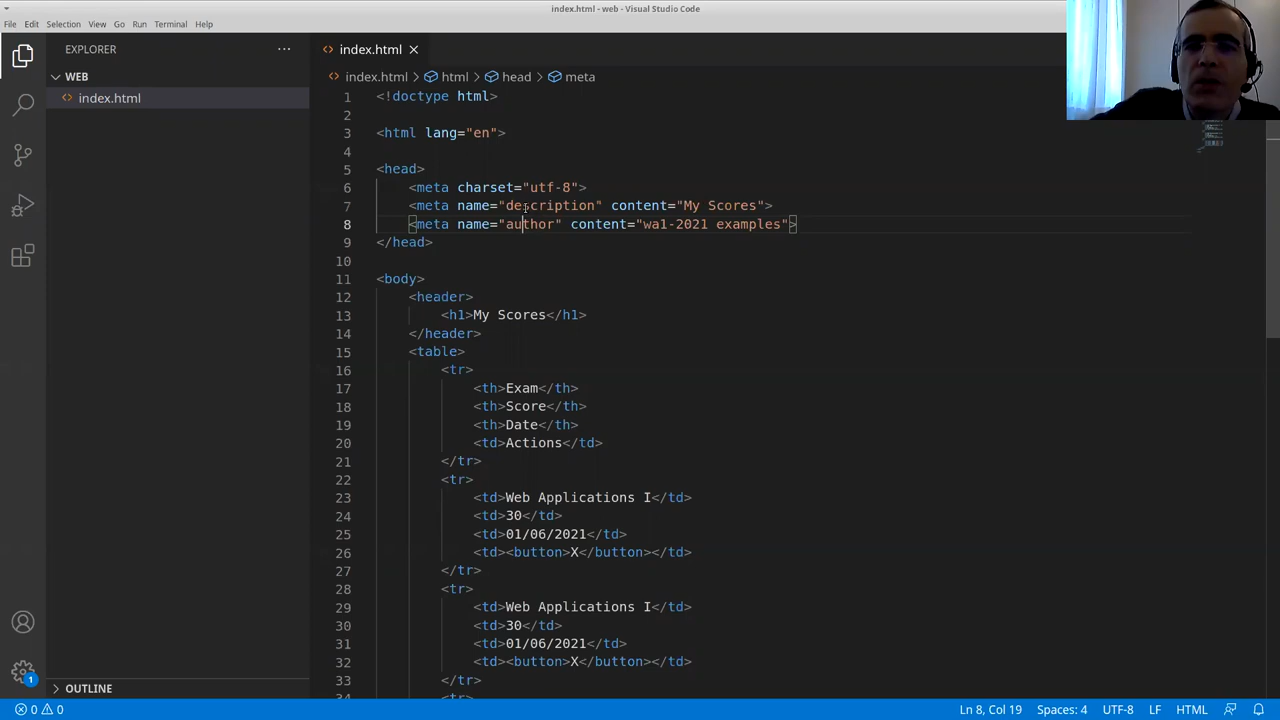 index.html - web - Visual Studio Code
File Edit Selection View Go Run Terminal Help
EXPLORER
WEB
index.html
OUTLINE
1
index.html
index.html > html > head > meta
1 <!doctype html>
2
3 <html lang="en">
4
5 <head>
6 <meta charset="utf-8">
7 <meta name="description" content="My Scores">
8 <meta name="author" content="wa1-2021 examples">
9 </head>
10
11 <body>
12 <header>
13 <h1>My Scores</h1>
14 </header>
15 <table>
16 <tr>
17 <th>Exam</th>
18 <th>Score</th>
19 <th>Date</th>
20 <td>Actions</td>
21 </tr>
22 <tr>
23 <td>Web Applications I</td>
24 <td>30</td>
25 <td>01/06/2021</td>
26 <td><button>X</button></td>
27 </tr>
28 <tr>
29 <td>Web Applications I</td>
30 <td>30</td>
31 <td>01/06/2021</td>
32 <td><button>X</button></td>
33 </tr>
34 <tr>
0 0
Ln 8, Col 19 Spaces: 4 UTF-8 LF HTML